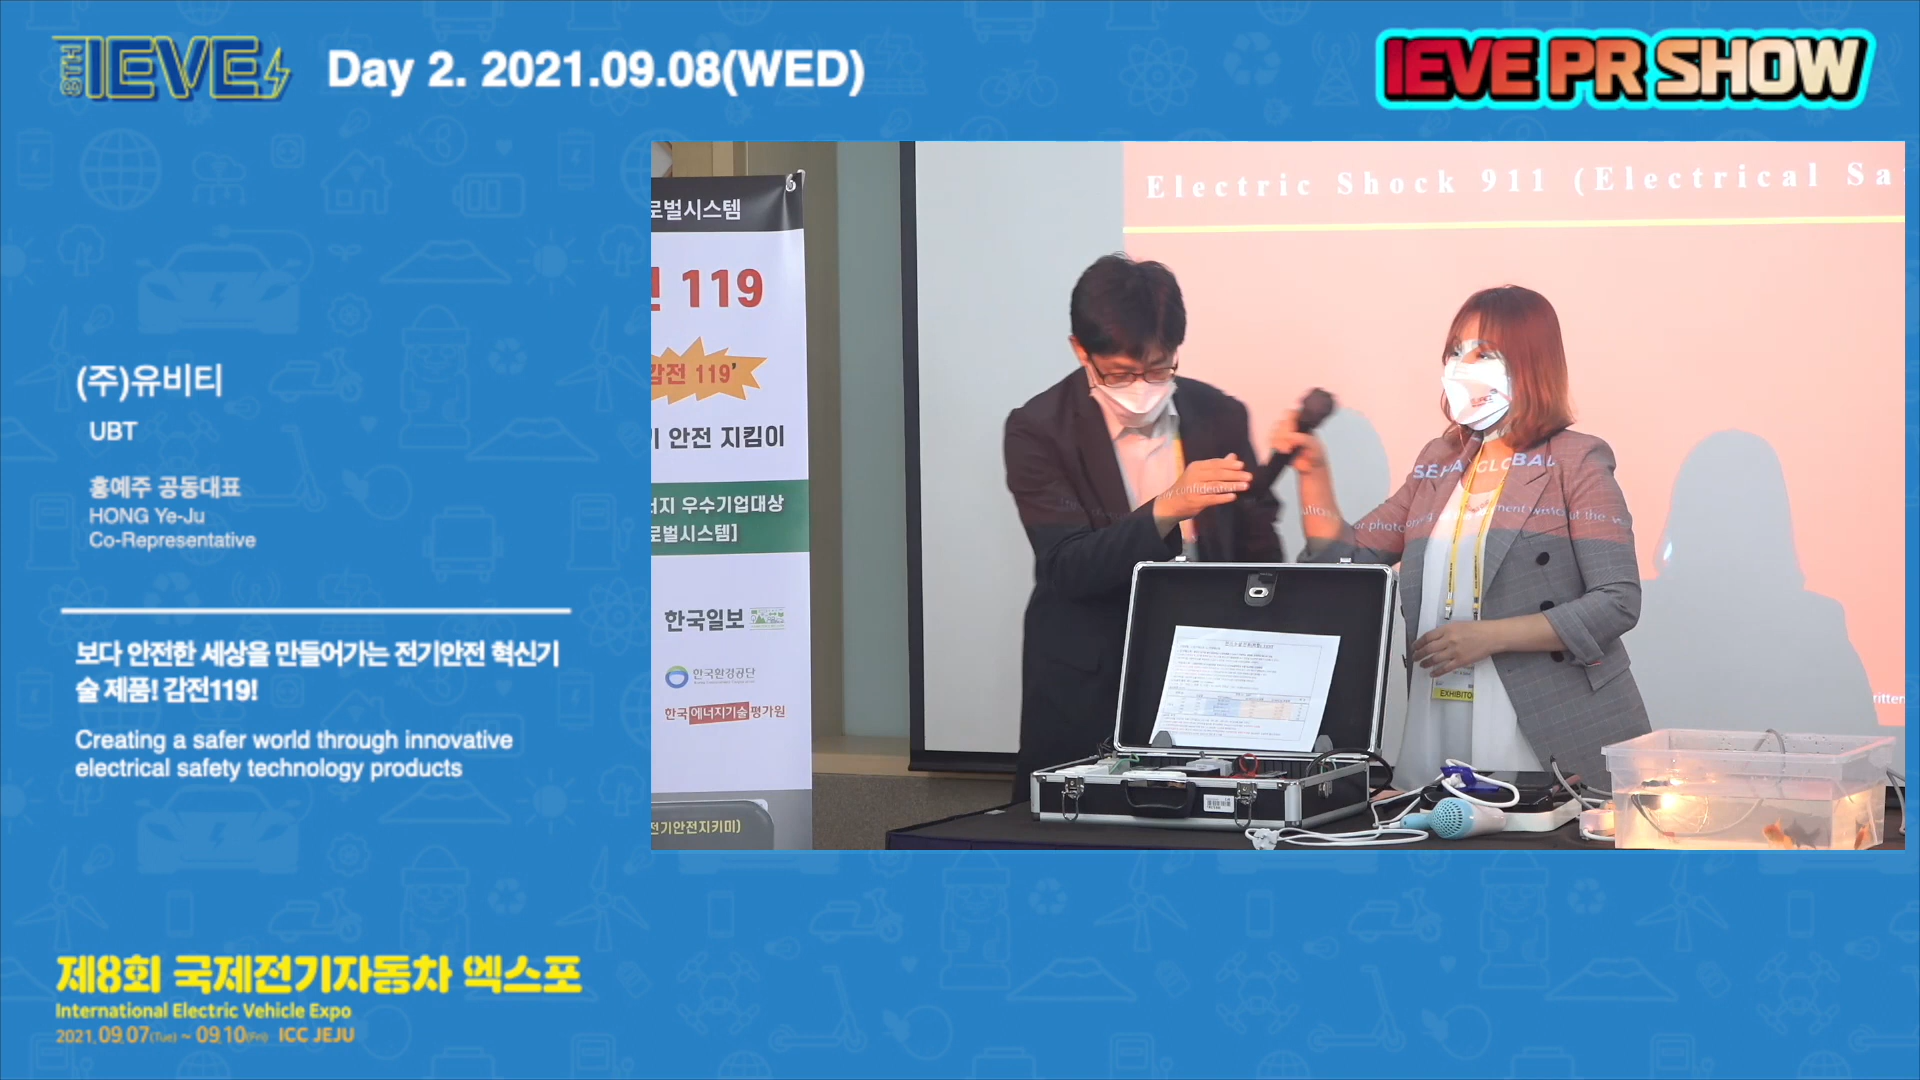 8TH IEVE
Day 2. 2021.09.08(WED)
IEVE PR SHOW
(주)유비티
UBT
홍예주 공동대표
HONG Ye-Ju
Co-Representative
보다 안전한 세상을 만들어가는 전기안전 혁신기
술 제품! 감전119!
Creating a safer world through innovative
electrical safety technology products
제8회 국제전기자동차 엑스포
International Electric Vehicle Expo
2021. 09.07(Tue) ~ 09.10(Fri) ICC JEJU
로벌시스템
119
감전 119'
안전 지킴이
너지 우수기업대상
로벌시스템]
한국일보
한국환경공단
한국에너지기술평가원
전기안전지키미)
Electric Shock 911 (Electrical Sa
GLOBAL
confidential
without the
EXHIBITO